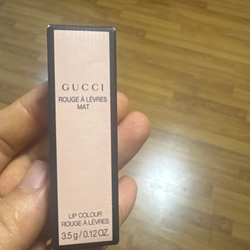 GUCCI
ROUGE À LÈVRES
MAT
LIP COLOUR
ROUGE À LÈVRES
3.5 g / 0.12 OZ.